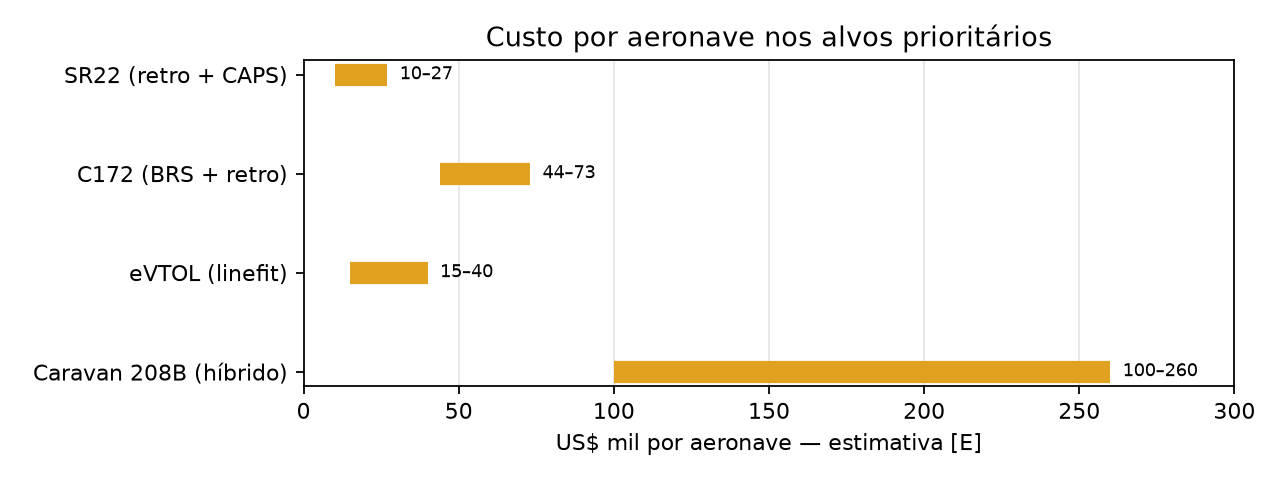 Custo por aeronave nos alvos prioritários
SR22 (retro + CAPS)
10–27
C172 (BRS + retro)
44–73
eVTOL (linefit)
15–40
Caravan 208B (híbrido)
100–260
0 50 100 150 200 250 300
US$ mil por aeronave — estimativa [E]